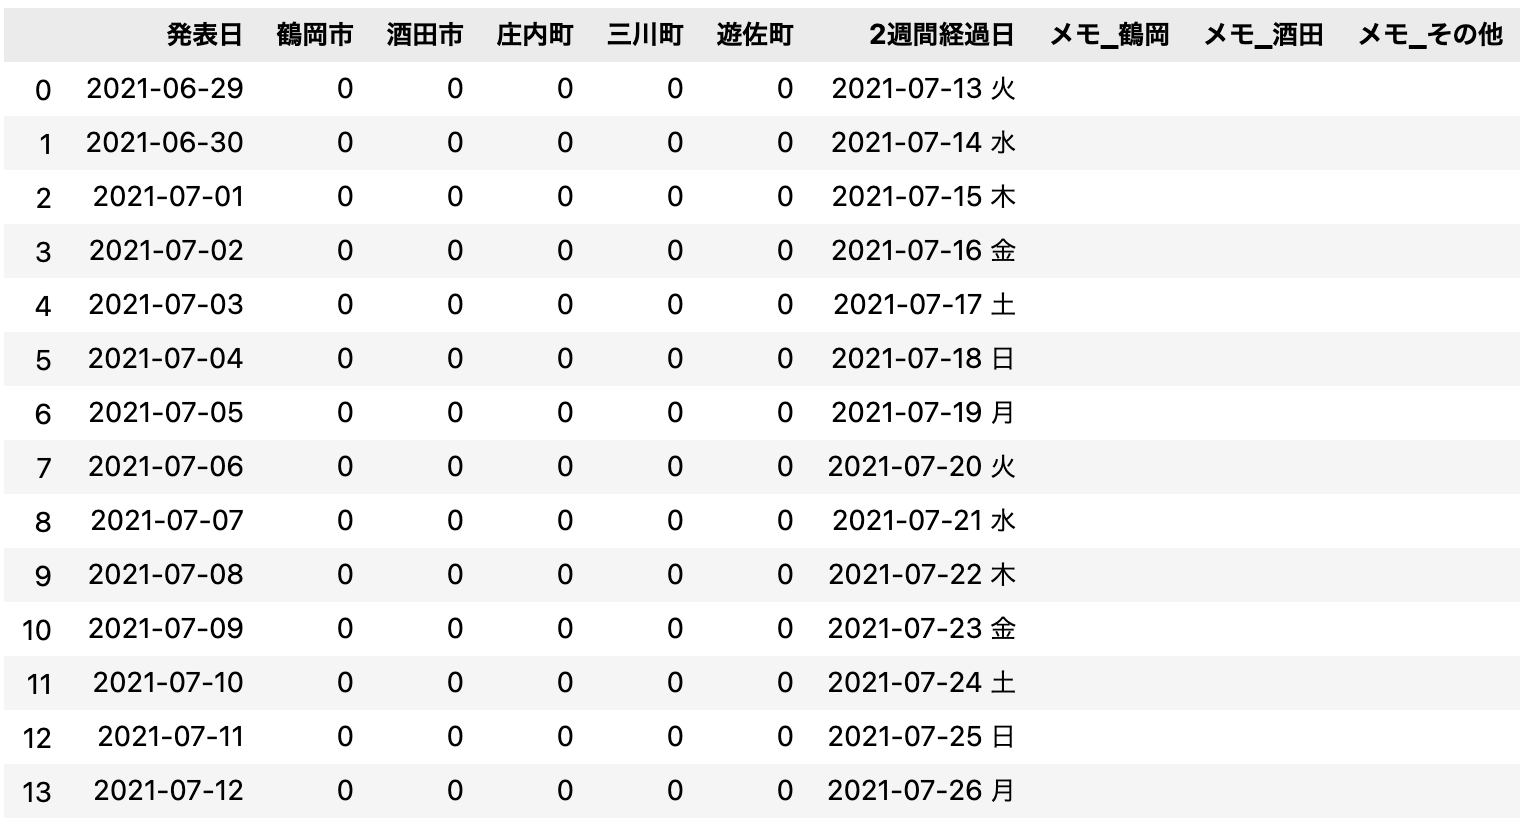 発表日 鶴岡市 酒田市 庄内町 三川町 遊佐町 2週間経過日 メモ_鶴岡 メモ_酒田 メモ_その他
0 2021-06-29 0 0 0 0 0 2021-07-13 火
1 2021-06-30 0 0 0 0 0 2021-07-14 水
2 2021-07-01 0 0 0 0 0 2021-07-15 木
3 2021-07-02 0 0 0 0 0 2021-07-16 金
4 2021-07-03 0 0 0 0 0 2021-07-17 土
5 2021-07-04 0 0 0 0 0 2021-07-18 日
6 2021-07-05 0 0 0 0 0 2021-07-19 月
7 2021-07-06 0 0 0 0 0 2021-07-20 火
8 2021-07-07 0 0 0 0 0 2021-07-21 水
9 2021-07-08 0 0 0 0 0 2021-07-22 木
10 2021-07-09 0 0 0 0 0 2021-07-23 金
11 2021-07-10 0 0 0 0 0 2021-07-24 土
12 2021-07-11 0 0 0 0 0 2021-07-25 日
13 2021-07-12 0 0 0 0 0 2021-07-26 月